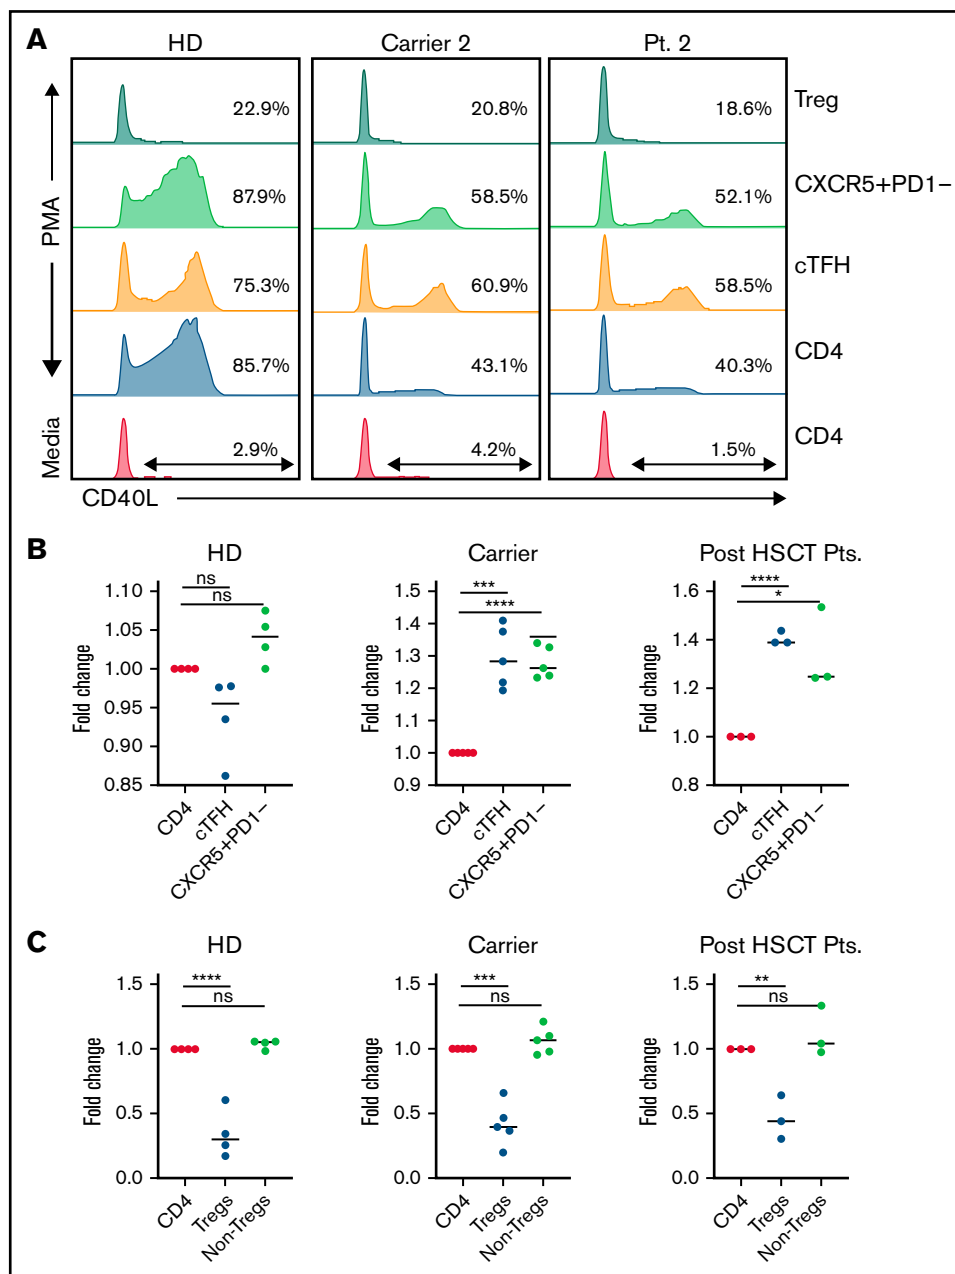 A
HD Carrier 2 Pt. 2
22.9% 20.8% 18.6% Treg
87.9% 58.5% 52.1% CXCR5+PD1−
75.3% 60.9% 58.5% cTFH
85.7% 43.1% 40.3% CD4
2.9% 4.2% 1.5% CD4
PMA
Media
CD40L
B
HD
ns
ns
Fold change
1.10
1.05
1.00
0.95
0.90
0.85
CD4 cTFH CXCR5+PD1−
Carrier
***
****
Fold change
1.5
1.4
1.3
1.2
1.1
1.0
0.9
CD4 cTFH CXCR5+PD1−
Post HSCT Pts.
****
*
Fold change
1.6
1.4
1.2
1.0
0.8
CD4 cTFH CXCR5+PD1−
C
HD
****
ns
Fold change
1.5
1.0
0.5
0.0
CD4 Tregs Non-Tregs
Carrier
***
ns
Fold change
1.5
1.0
0.5
0.0
CD4 Tregs Non-Tregs
Post HSCT Pts.
**
ns
Fold change
1.5
1.0
0.5
0.0
CD4 Tregs Non-Tregs